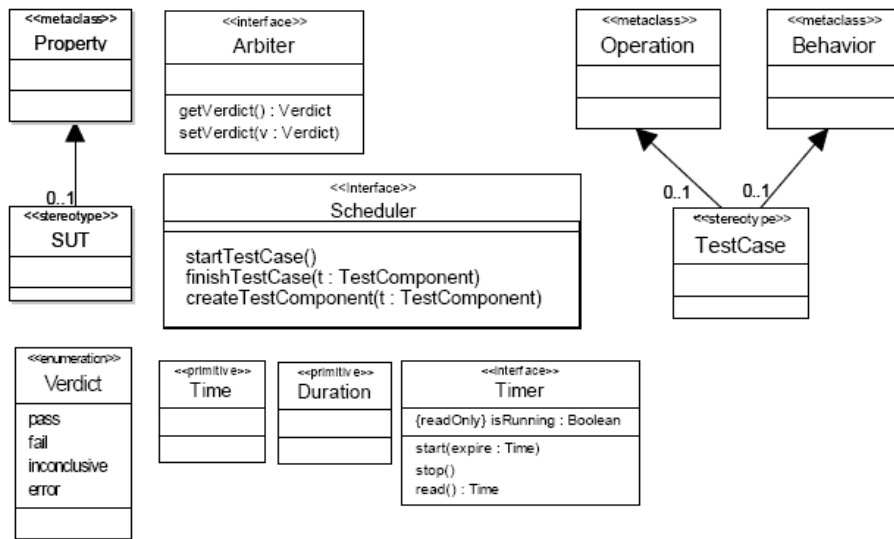 <<metaclass>>
Property
<<interface>>
Arbiter
getVerdict() : Verdict
setVerdict(v : Verdict)
<<metaclass>>
Operation
<<metaclass>>
Behavior
0..1
<<stereotype>>
SUT
<<Interface>>
Scheduler
startTestCase()
finishTestCase(t : TestComponent)
createTestComponent(t : TestComponent)
0..1
0..1
<<stereotype>>
TestCase
<<enumeration>>
Verdict
pass
fail
inconclusive
error
<<primitive>>
Time
<<primitive>>
Duration
<<interface>>
Timer
{readOnly} isRunning : Boolean
start(expire : Time)
stop()
read() : Time